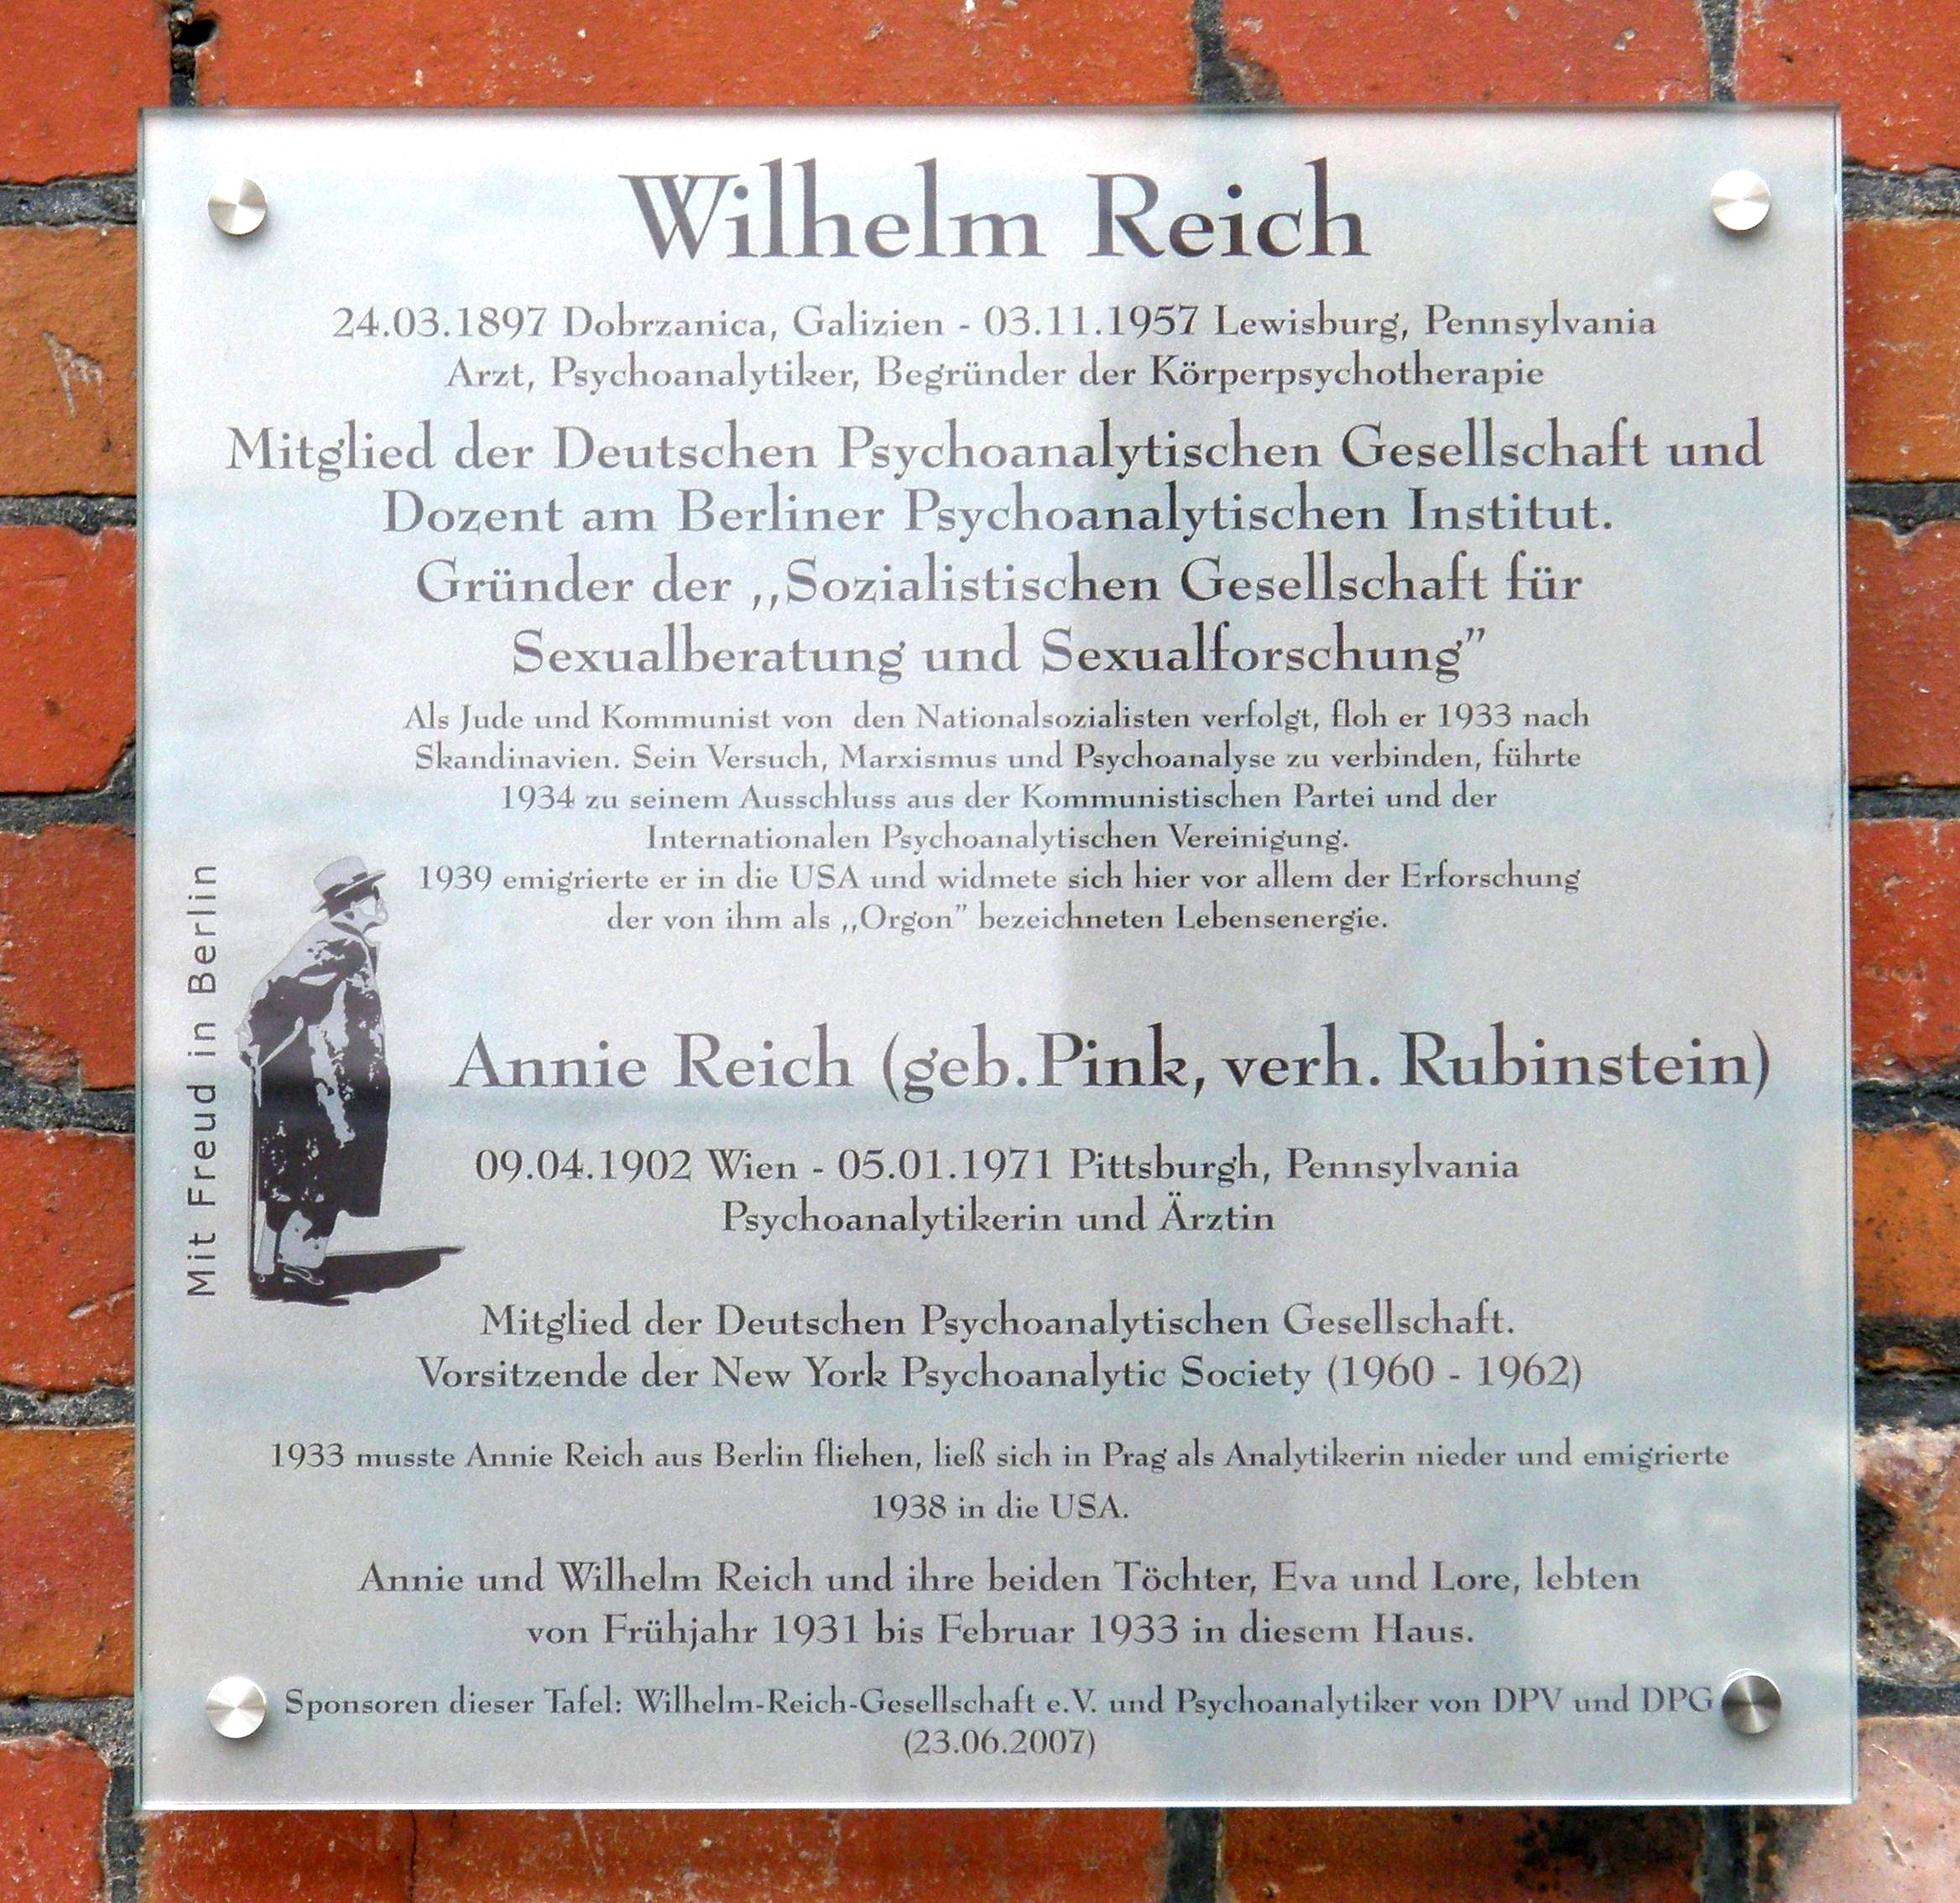 Wilhelm Reich
24.03.1897 Dobrzanica, Galizien - 03.11.1957 Lewisburg, Pennsylvania
Arzt, Psychoanalytiker, Begründer der Körperpsychotherapie
Mitglied der Deutschen Psychoanalytischen Gesellschaft und
Dozent am Berliner Psychoanalytischen Institut.
Gründer der ,,Sozialistischen Gesellschaft für
Sexualberatung und Sexualforschung”
Als Jude und Kommunist von den Nationalsozialisten verfolgt, floh er 1933 nach
Skandinavien. Sein Versuch, Marxismus und Psychoanalyse zu verbinden, führte
1934 zu seinem Ausschluss aus der Kommunistischen Partei und der
Internationalen Psychoanalytischen Vereinigung.
1939 emigrierte er in die USA und widmete sich hier vor allem der Erforschung
der von ihm als ,,Orgon” bezeichneten Lebensenergie.
Mit Freud in Berlin
Annie Reich (geb.Pink, verh. Rubinstein)
09.04.1902 Wien - 05.01.1971 Pittsburgh, Pennsylvania
Psychoanalytikerin und Ärztin
Mitglied der Deutschen Psychoanalytischen Gesellschaft.
Vorsitzende der New York Psychoanalytic Society (1960 - 1962)
1933 musste Annie Reich aus Berlin fliehen, ließ sich in Prag als Analytikerin nieder und emigrierte
1938 in die USA.
Annie und Wilhelm Reich und ihre beiden Töchter, Eva und Lore, lebten
von Frühjahr 1931 bis Februar 1933 in diesem Haus.
Sponsoren dieser Tafel: Wilhelm-Reich-Gesellschaft e.V. und Psychoanalytiker von DPV und DPG
(23.06.2007)